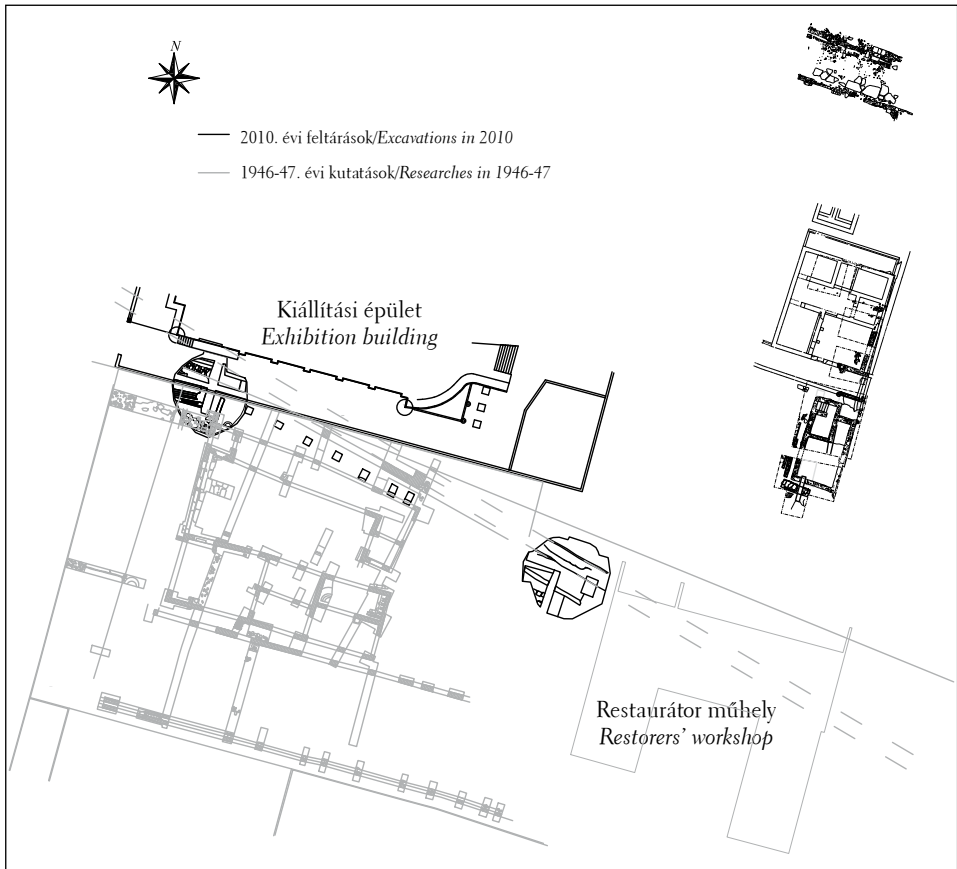 N
2010. évi feltárások/Excavations in 2010
1946-47. évi kutatások/Researches in 1946-47
Kiállítási épület
Exhibition building
Restaurátor műhely
Restorers' workshop